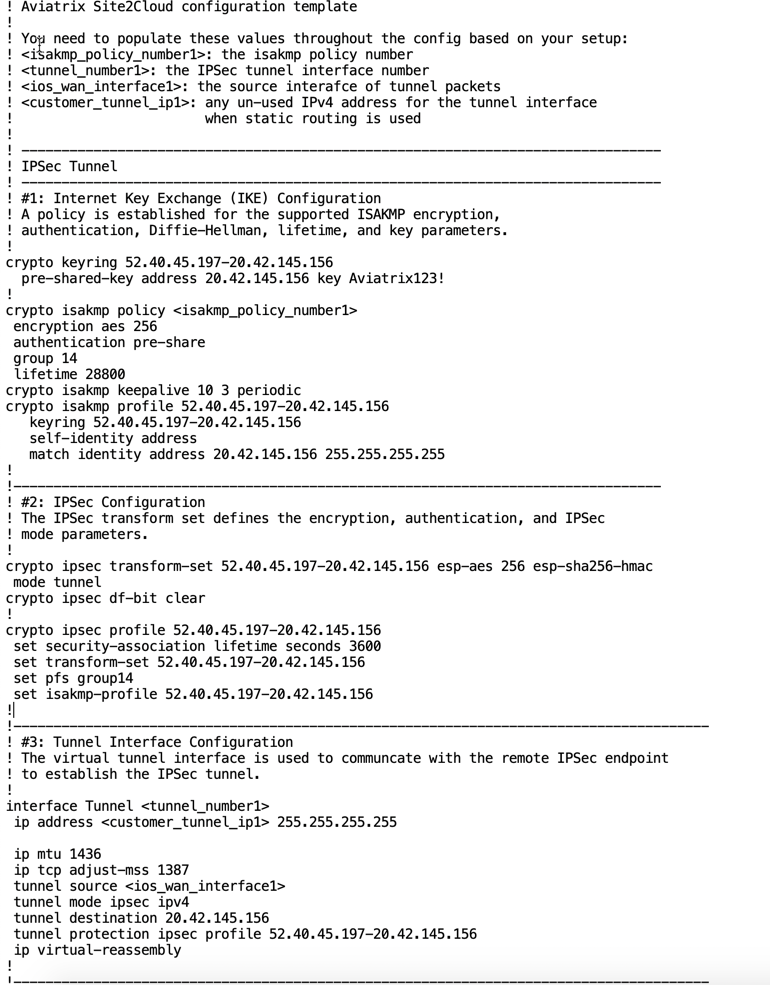 ! Aviatrix Site2Cloud configuration template
!
! You need to populate these values throughout the config based on your setup:
! <isakmp_policy_number1>: the isakmp policy number
! <tunnel_number1>: the IPSec tunnel interface number
! <ios_wan_interface1>: the source interafce of tunnel packets
! <customer_tunnel_ip1>: any un-used IPv4 address for the tunnel interface
!                        when static routing is used
!
! --------------------------------------------------------------------------------
! IPSec Tunnel
! --------------------------------------------------------------------------------
! #1: Internet Key Exchange (IKE) Configuration
! A policy is established for the supported ISAKMP encryption,
! authentication, Diffie-Hellman, lifetime, and key parameters.
!
crypto keyring 52.40.45.197-20.42.145.156
  pre-shared-key address 20.42.145.156 key Aviatrix123!
!
crypto isakmp policy <isakmp_policy_number1>
 encryption aes 256
 authentication pre-share
 group 14
 lifetime 28800
crypto isakmp keepalive 10 3 periodic
crypto isakmp profile 52.40.45.197-20.42.145.156
   keyring 52.40.45.197-20.42.145.156
   self-identity address
   match identity address 20.42.145.156 255.255.255.255
!
!---------------------------------------------------------------------------------
! #2: IPSec Configuration
! The IPSec transform set defines the encryption, authentication, and IPSec
! mode parameters.
!
crypto ipsec transform-set 52.40.45.197-20.42.145.156 esp-aes 256 esp-sha256-hmac
 mode tunnel
crypto ipsec df-bit clear
!
crypto ipsec profile 52.40.45.197-20.42.145.156
 set security-association lifetime seconds 3600
 set transform-set 52.40.45.197-20.42.145.156
 set pfs group14
 set isakmp-profile 52.40.45.197-20.42.145.156
!
!---------------------------------------------------------------------------------------
! #3: Tunnel Interface Configuration
! The virtual tunnel interface is used to communcate with the remote IPSec endpoint
! to establish the IPSec tunnel.
!
interface Tunnel <tunnel_number1>
 ip address <customer_tunnel_ip1> 255.255.255.255

 ip mtu 1436
 ip tcp adjust-mss 1387
 tunnel source <ios_wan_interface1>
 tunnel mode ipsec ipv4
 tunnel destination 20.42.145.156
 tunnel protection ipsec profile 52.40.45.197-20.42.145.156
 ip virtual-reassembly
!
!---------------------------------------------------------------------------------------